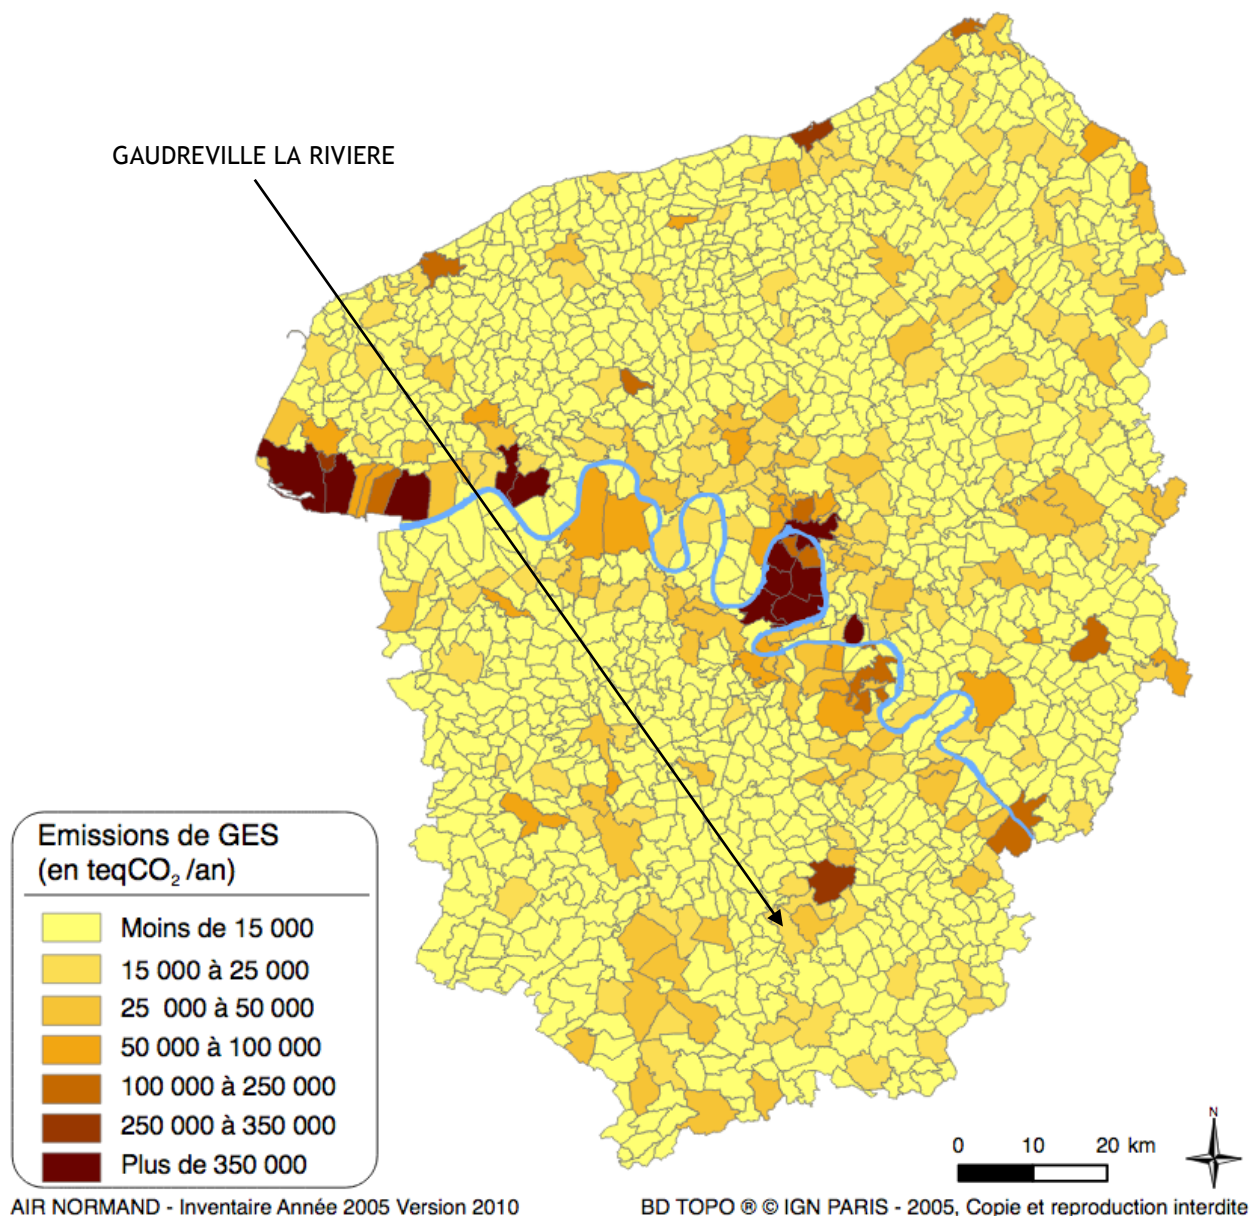 GAUDREVILLE LA RIVIERE
Emissions de GES
(en teqCO₂ /an)
Moins de 15 000
15 000 à 25 000
25 000 à 50 000
50 000 à 100 000
100 000 à 250 000
250 000 à 350 000
Plus de 350 000
N
0 10 20 km
AIR NORMAND - Inventaire Année 2005 Version 2010
BD TOPO ® © IGN PARIS - 2005, Copie et reproduction interdite